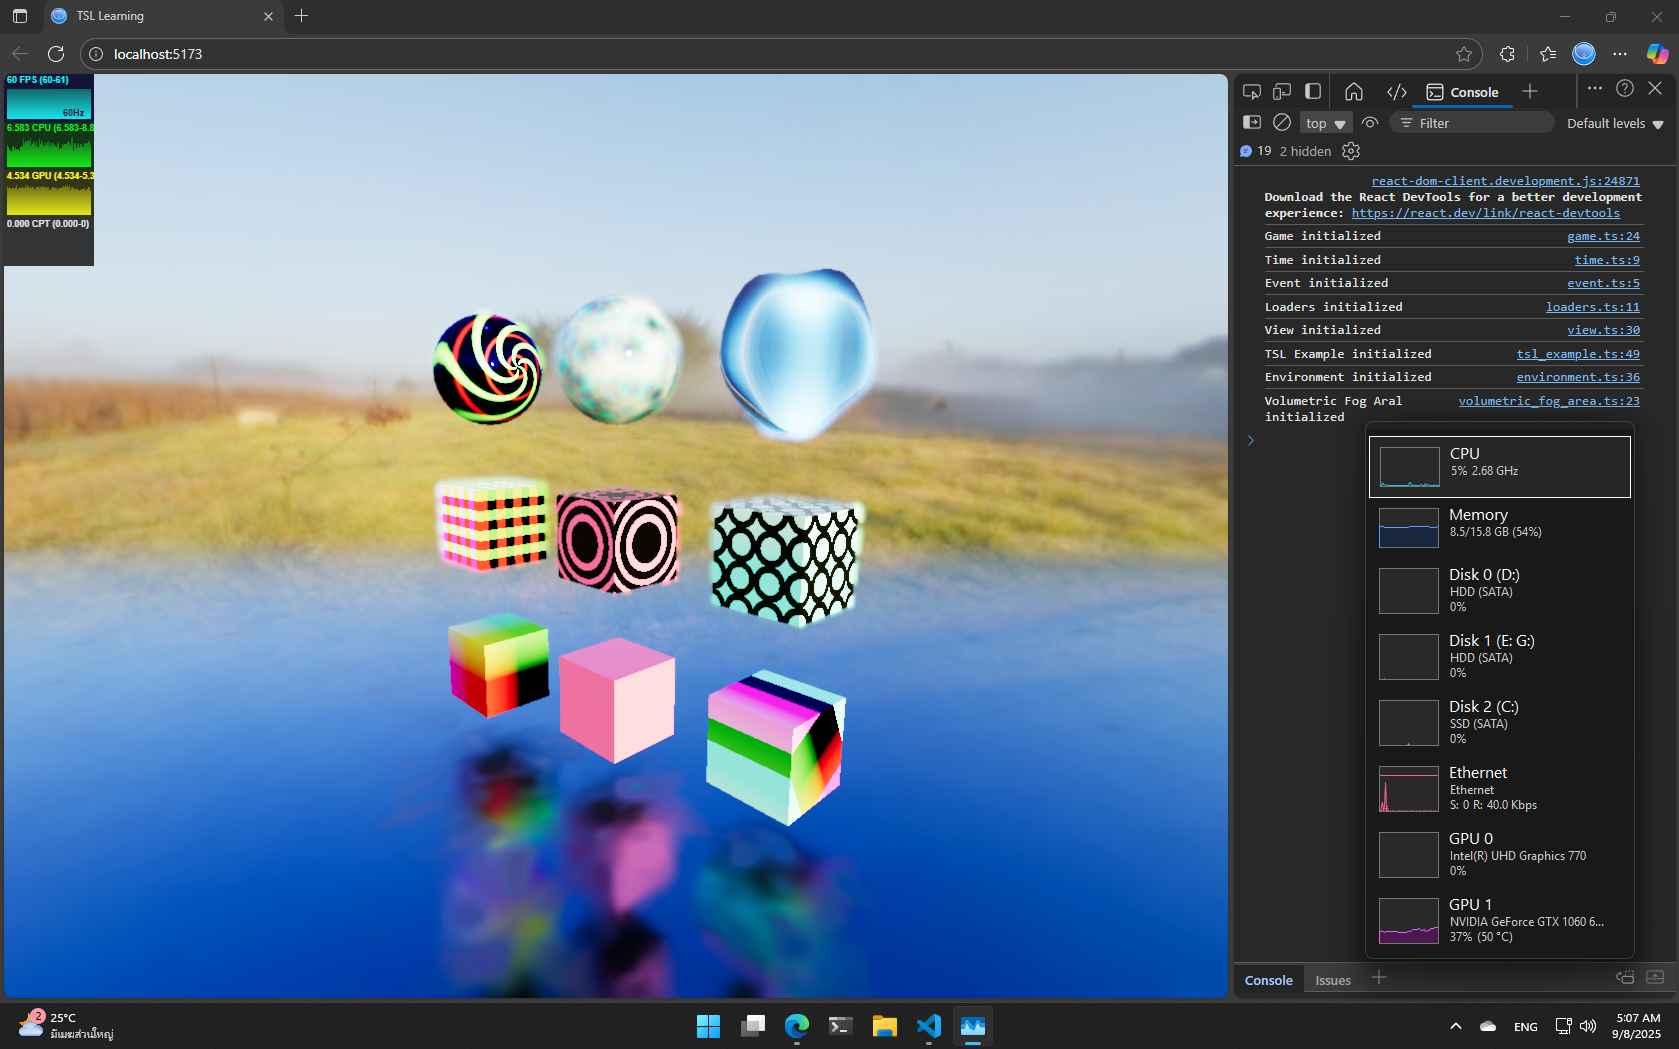 TSL Learning
localhost:5173
60 FPS (60-61)
60Hz
6.583 CPU (6.583-8.8
4.534 GPU (4.534-5.3
0.000 CPT (0.000-0)
Console
top
Filter
Default levels
19 2 hidden
react-dom-client.development.js:24871
Download the React DevTools for a better development
experience: https://react.dev/link/react-devtools
Game initialized game.ts:24
Time initialized time.ts:9
Event initialized event.ts:5
Loaders initialized loaders.ts:11
View initialized view.ts:30
TSL Example initialized tsl_example.ts:49
Environment initialized environment.ts:36
Volumetric Fog Aral volumetric_fog_area.ts:23
initialized
CPU
5% 2.68 GHz
Memory
8.5/15.8 GB (54%)
Disk 0 (D:)
HDD (SATA)
0%
Disk 1 (E: G:)
HDD (SATA)
0%
Disk 2 (C:)
SSD (SATA)
0%
Ethernet
Ethernet
S: 0 R: 40.0 Kbps
GPU 0
Intel(R) UHD Graphics 770
0%
GPU 1
NVIDIA GeForce GTX 1060 6...
37% (50 °C)
Console Issues
2
25°C
มีเมฆส่วนใหญ่
ENG
5:07 AM
9/8/2025